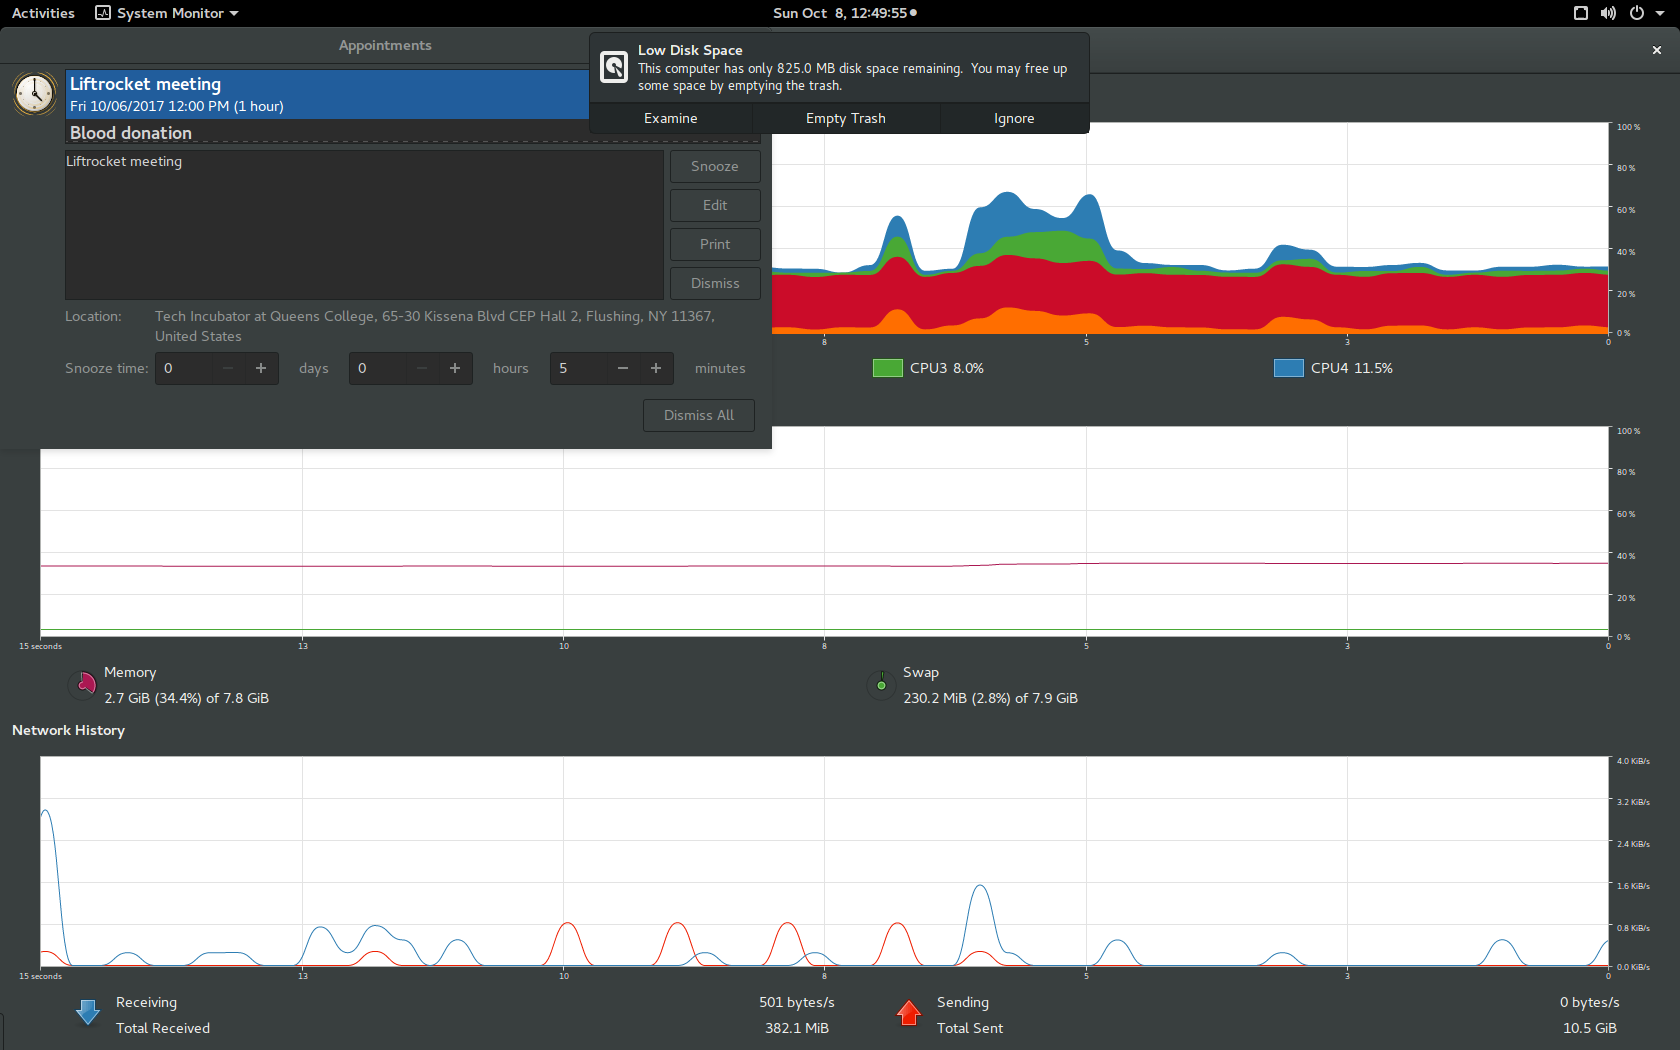 Activities
System Monitor
Sun Oct 8, 12:49:55
Appointments
Liftrocket meeting
Fri 10/06/2017 12:00 PM (1 hour)
Blood donation
Liftrocket meeting
Snooze
Edit
Print
Dismiss
Location:
Tech Incubator at Queens College, 65-30 Kissena Blvd CEP Hall 2, Flushing, NY 11367,
United States
Snooze time: 0 days 0 hours 5 minutes
Dismiss All
Low Disk Space
This computer has only 825.0 MB disk space remaining. You may free up
some space by emptying the trash.
Examine
Empty Trash
Ignore
100 %
80 %
60 %
40 %
20 %
0 %
8
5
3
0
CPU3 8.0%
CPU4 11.5%
100 %
80 %
60 %
40 %
20 %
0 %
15 seconds
13
10
8
5
3
0
Memory
2.7 GiB (34.4%) of 7.8 GiB
Swap
230.2 MiB (2.8%) of 7.9 GiB
Network History
4.0 KiB/s
3.2 KiB/s
2.4 KiB/s
1.6 KiB/s
0.8 KiB/s
0.0 KiB/s
15 seconds
13
10
8
5
3
0
Receiving 501 bytes/s
Total Received 382.1 MiB
Sending 0 bytes/s
Total Sent 10.5 GiB